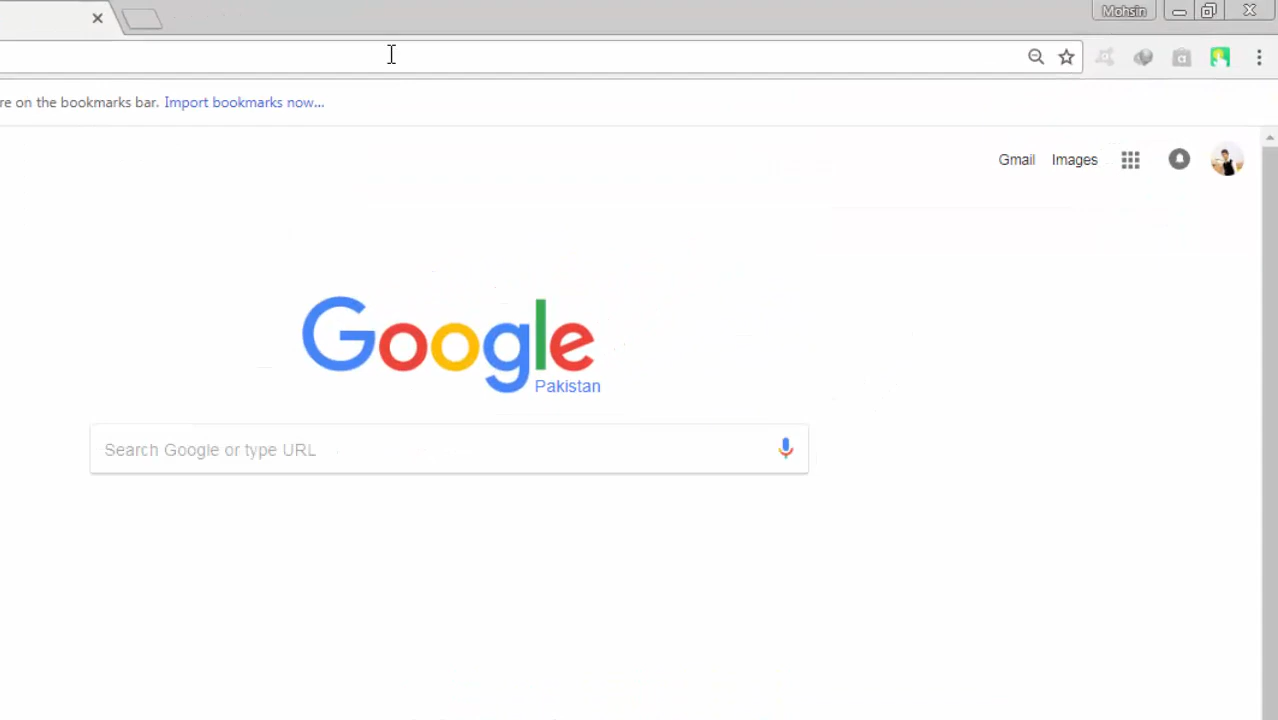 Mohsin
re on the bookmarks bar. Import bookmarks now...
Gmail Images
Google
Pakistan
Search Google or type URL